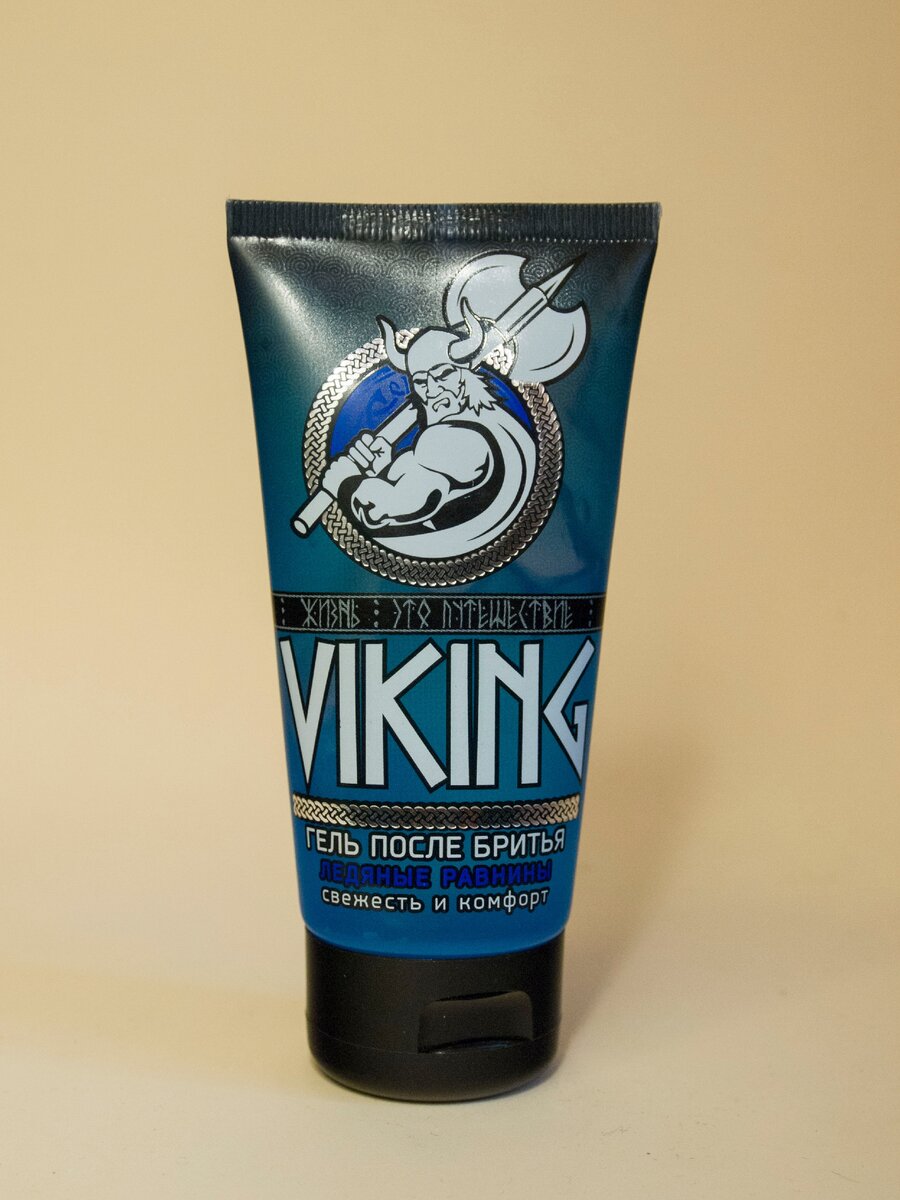 ЖИЗНЬ : ЭТО ПУТЕШЕСТВИЕ
VIKING
ГЕЛЬ ПОСЛЕ БРИТЬЯ
ЛЕДЯНЫЕ РАВНИНЫ
свежесть и комфорт